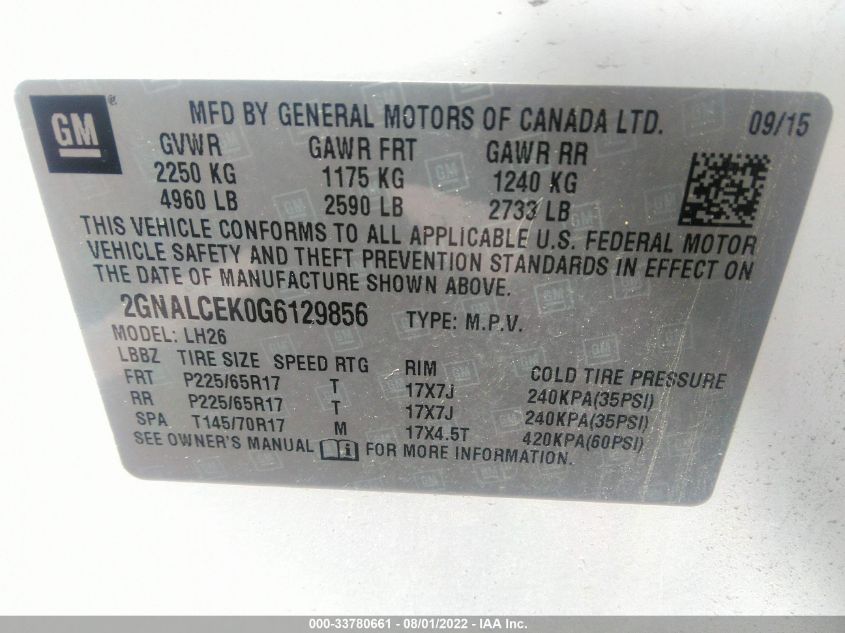 GM ®
MFD BY GENERAL MOTORS OF CANADA LTD. 09/15
GVWR GAWR FRT GAWR RR
2250 KG 1175 KG 1240 KG
4960 LB 2590 LB 2733 LB
THIS VEHICLE CONFORMS TO ALL APPLICABLE U.S. FEDERAL MOTOR
VEHICLE SAFETY AND THEFT PREVENTION STANDARDS IN EFFECT ON
THE DATE OF MANUFACTURE SHOWN ABOVE.
2GNALCEK0G6129856 TYPE: M.P.V.
MODEL: LH26
LBBZ TIRE SIZE SPEED RTG RIM COLD TIRE PRESSURE
FRT P225/65R17 T 17X7J 240KPA(35PSI)
RR P225/65R17 T 17X7J 240KPA(35PSI)
SPA T145/70R17 M 17X4.5T 420KPA(60PSI)
SEE OWNER'S MANUAL FOR MORE INFORMATION.
000-33780661 - 08/01/2022 - IAA Inc.